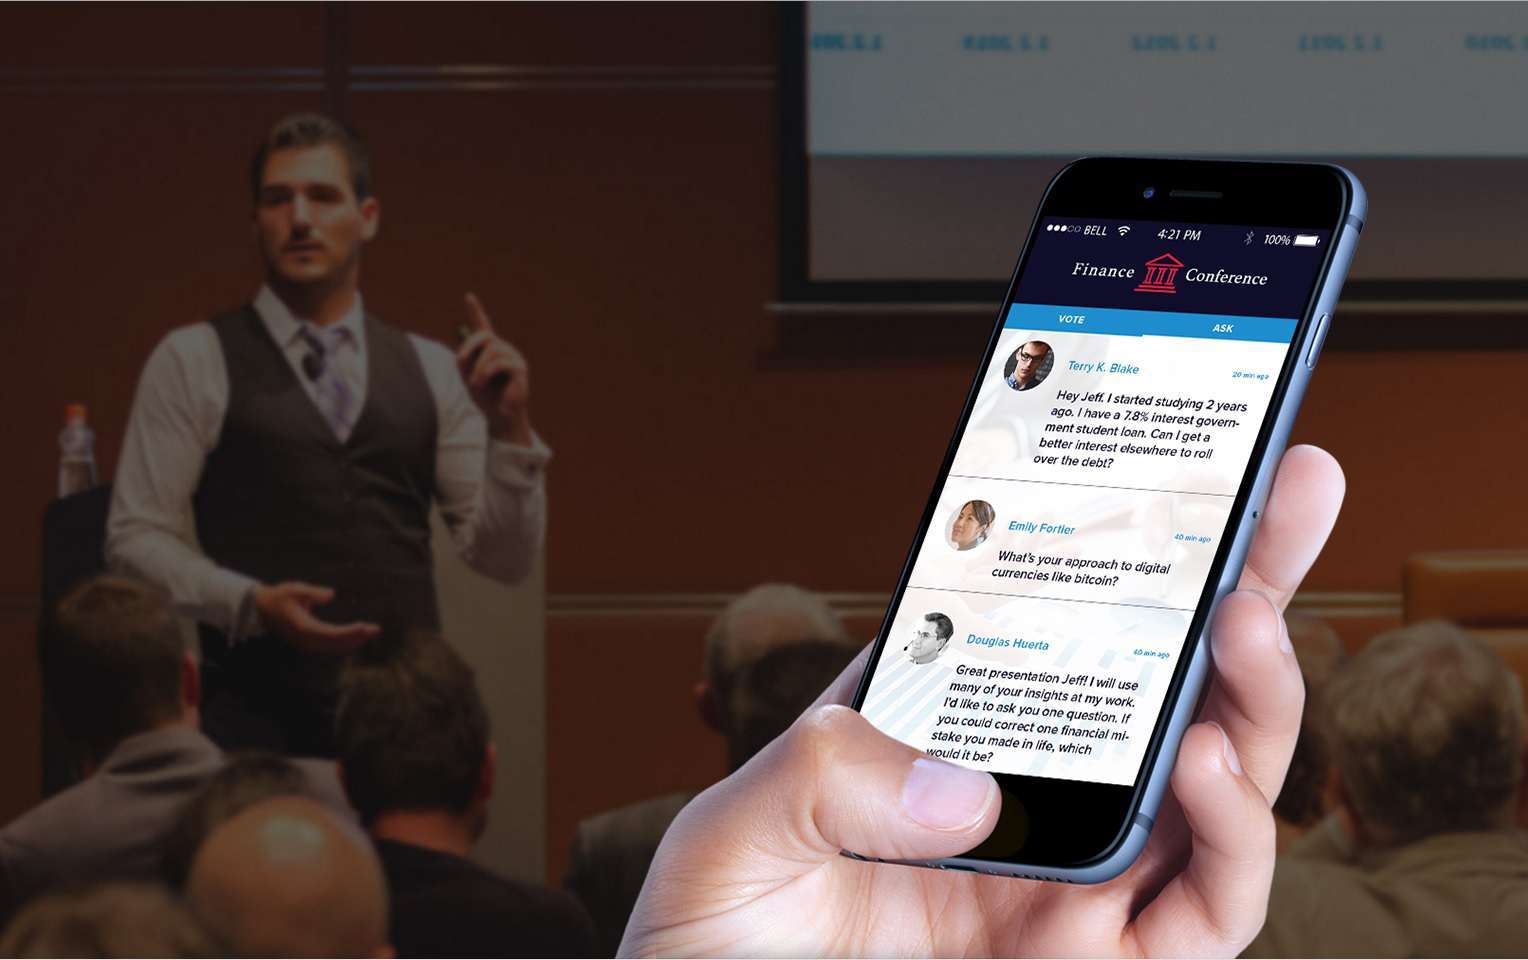 BELL 4:21 PM 100%
Finance Conference
VOTE ASK
Terry K. Blake 20 min ago
Hey Jeff. I started studying 2 years
ago. I have a 7.8% interest govern-
ment student loan. Can I get a
better interest elsewhere to roll
over the debt?
Emily Fortier 40 min ago
What's your approach to digital
currencies like bitcoin?
Douglas Huerta 40 min ago
Great presentation Jeff! I will use
many of your insights at my work.
I'd like to ask you one question. If
you could correct one financial mi-
stake you made in life, which
would it be?